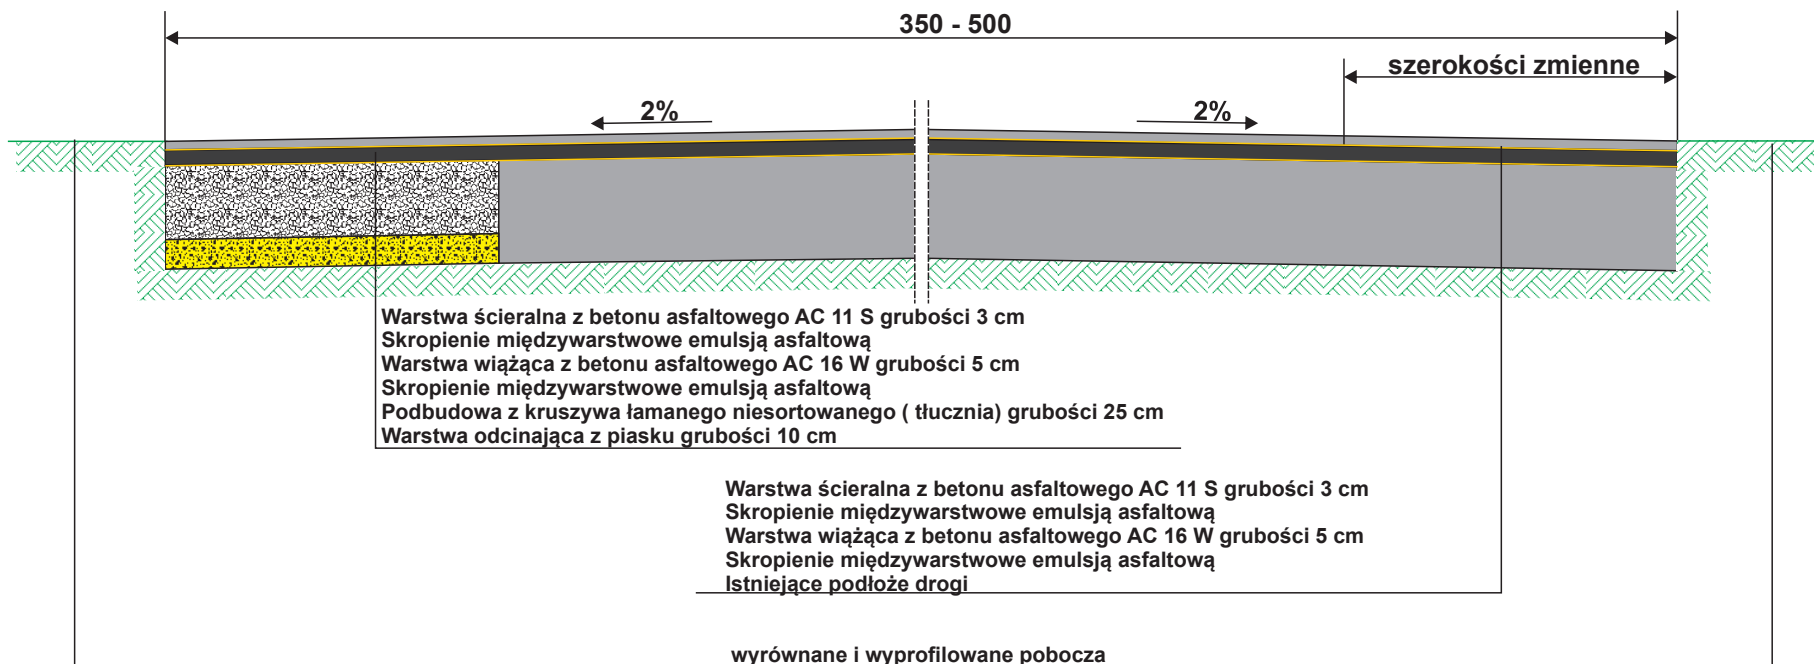 350 - 500
szerokości zmienne
2%
2%
Warstwa ścieralna z betonu asfaltowego AC 11 S grubości 3 cm
Skropienie międzywarstwowe emulsją asfaltową
Warstwa wiążąca z betonu asfaltowego AC 16 W grubości 5 cm
Skropienie międzywarstwowe emulsją asfaltową
Podbudowa z kruszywa łamanego niesortowanego ( tłucznia) grubości 25 cm
Warstwa odcinająca z piasku grubości 10 cm
Warstwa ścieralna z betonu asfaltowego AC 11 S grubości 3 cm
Skropienie międzywarstwowe emulsją asfaltową
Warstwa wiążąca z betonu asfaltowego AC 16 W grubości 5 cm
Skropienie międzywarstwowe emulsją asfaltową
Istniejące podłoże drogi
wyrównane i wyprofilowane pobocza